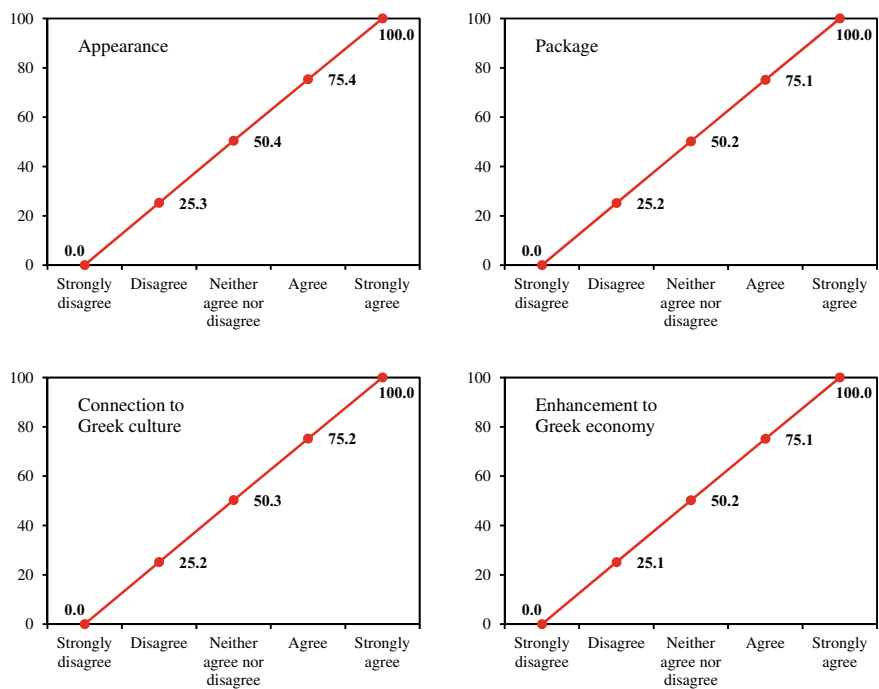 Appearance
100
80
60
40
20
0
0.0
25.3
50.4
75.4
100.0
Strongly
disagree
Disagree
Neither
agree nor
disagree
Agree
Strongly
agree
Package
100
80
60
40
20
0
0.0
25.2
50.2
75.1
100.0
Strongly
disagree
Disagree
Neither
agree nor
disagree
Agree
Strongly
agree
Connection to
Greek culture
100
80
60
40
20
0
0.0
25.2
50.3
75.2
100.0
Strongly
disagree
Disagree
Neither
agree nor
disagree
Agree
Strongly
agree
Enhancement to
Greek economy
100
80
60
40
20
0
0.0
25.1
50.2
75.1
100.0
Strongly
disagree
Disagree
Neither
agree nor
disagree
Agree
Strongly
agree